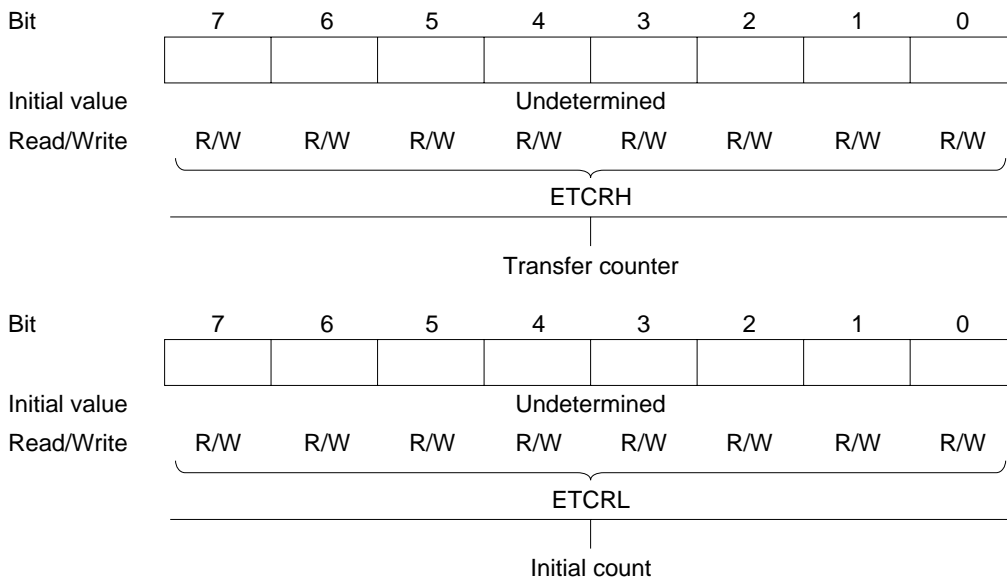 Bit 7 6 5 4 3 2 1 0
Initial value Undetermined
Read/Write R/W R/W R/W R/W R/W R/W R/W R/W
ETCRH
Transfer counter
Bit 7 6 5 4 3 2 1 0
Initial value Undetermined
Read/Write R/W R/W R/W R/W R/W R/W R/W R/W
ETCRL
Initial count